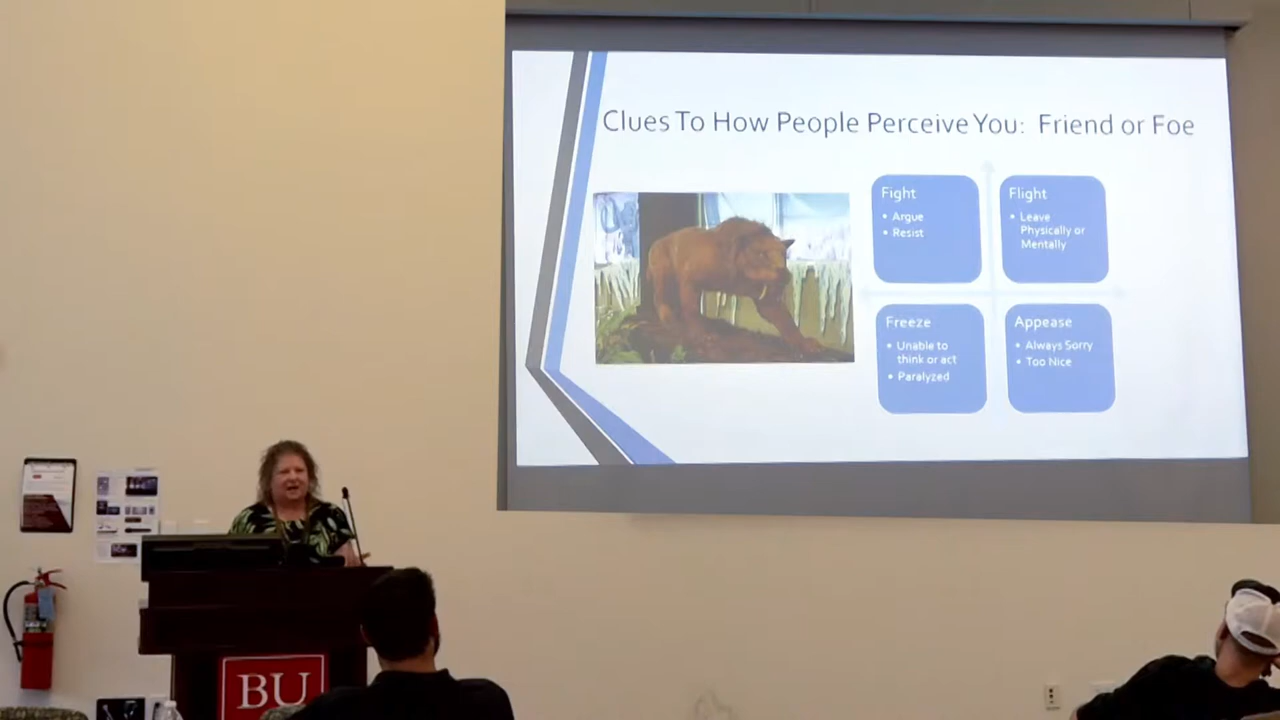 Clues To How People Perceive You: Friend or Foe
Fight
• Argue
• Resist
Flight
• Leave
Physically or
Mentally
Freeze
• Unable to
think or act
• Paralyzed
Appease
• Always Sorry
• Too Nice
BU